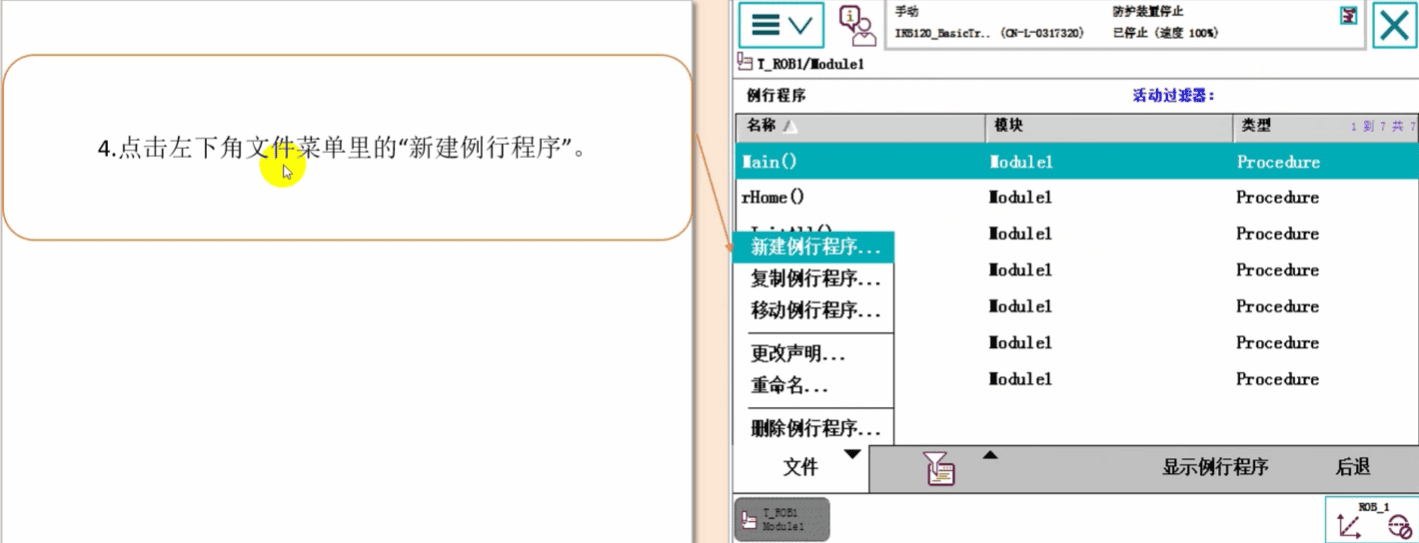 4.点击左下角文件菜单里的“新建例行程序”。
手动
防护装置停止
IRB120_BasicTr.. (CN-L-0317320)
已停止 (速度 100%)
T_ROB1/Module1
例行程序
活动过滤器：
名称 模块 类型 1 到 7 共 7
Main() Module1 Procedure
rHome() Module1 Procedure
Module1 Procedure
新建例行程序...
Module1 Procedure
复制例行程序...
Module1 Procedure
移动例行程序...
Module1 Procedure
更改声明...
Module1 Procedure
重命名...
删除例行程序...
文件 显示例行程序 后退
T_ROB1
Module1
ROB_1